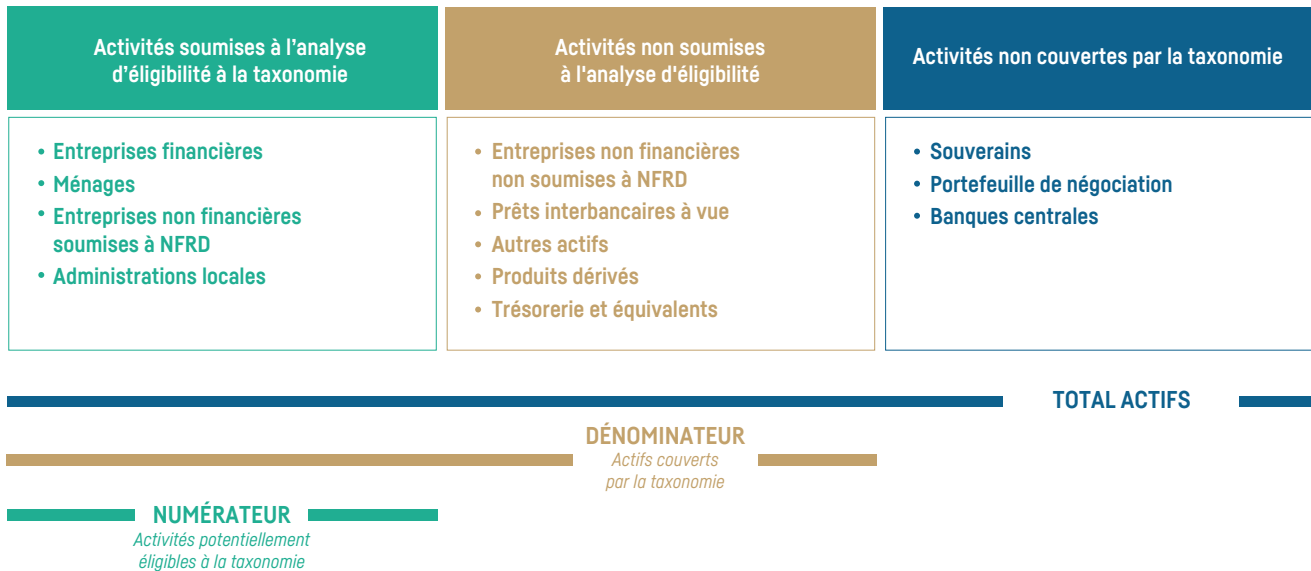 Activités soumises à l’analyse
d’éligibilité à la taxonomie
Activités non soumises
à l'analyse d'éligibilité
Activités non couvertes par la taxonomie
• Entreprises financières
• Ménages
• Entreprises non financières
soumises à NFRD
• Administrations locales
• Entreprises non financières
non soumises à NFRD
• Prêts interbancaires à vue
• Autres actifs
• Produits dérivés
• Trésorerie et équivalents
• Souverains
• Portefeuille de négociation
• Banques centrales
TOTAL ACTIFS
DÉNOMINATEUR
Actifs couverts
par la taxonomie
NUMÉRATEUR
Activités potentiellement
éligibles à la taxonomie